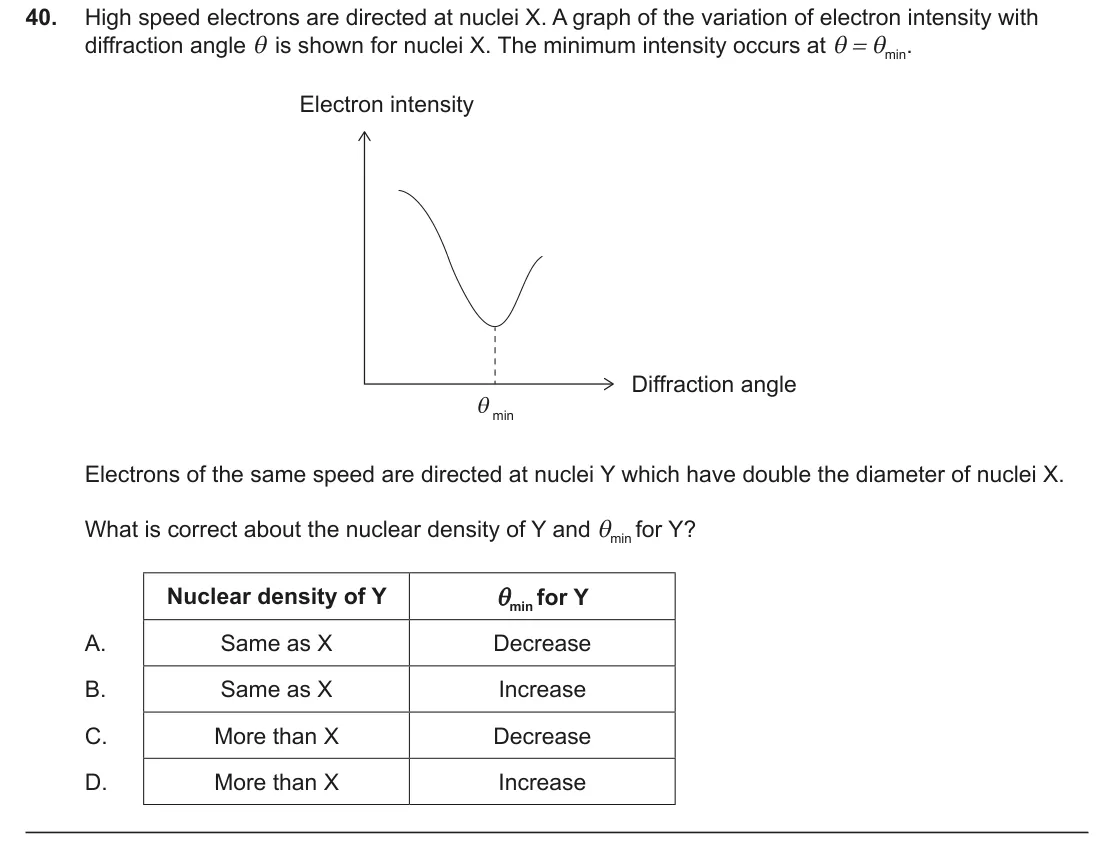 40. High speed electrons are directed at nuclei X. A graph of the variation of electron intensity with
diffraction angle θ is shown for nuclei X. The minimum intensity occurs at θ = θmin.
Electron intensity
Diffraction angle
θ min
Electrons of the same speed are directed at nuclei Y which have double the diameter of nuclei X.
What is correct about the nuclear density of Y and θmin for Y?
Nuclear density of Y θmin for Y
A. Same as X Decrease
B. Same as X Increase
C. More than X Decrease
D. More than X Increase